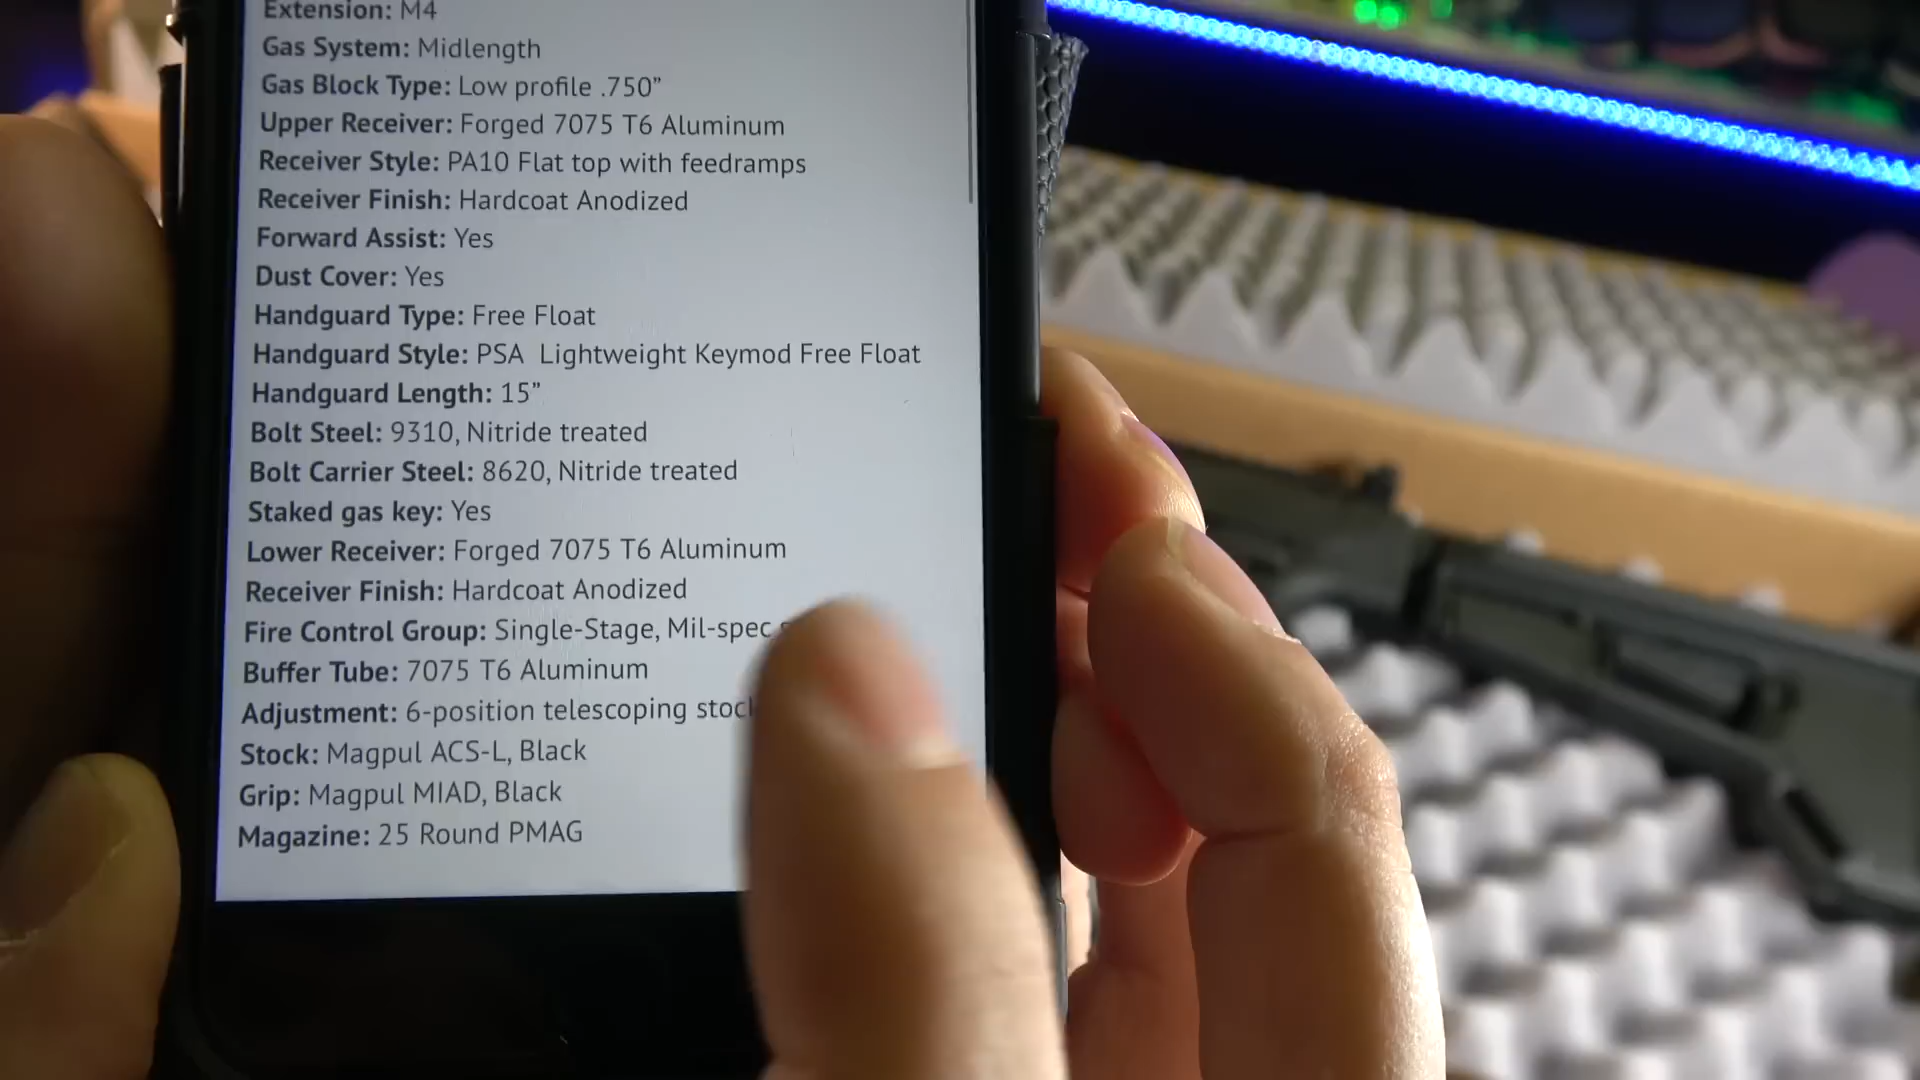 Extension: M4
Gas System: Midlength
Gas Block Type: Low profile .750”
Upper Receiver: Forged 7075 T6 Aluminum
Receiver Style: PA10 Flat top with feedramps
Receiver Finish: Hardcoat Anodized
Forward Assist: Yes
Dust Cover: Yes
Handguard Type: Free Float
Handguard Style: PSA Lightweight Keymod Free Float
Handguard Length: 15”
Bolt Steel: 9310, Nitride treated
Bolt Carrier Steel: 8620, Nitride treated
Staked gas key: Yes
Lower Receiver: Forged 7075 T6 Aluminum
Receiver Finish: Hardcoat Anodized
Fire Control Group: Single-Stage, Mil-spec
Buffer Tube: 7075 T6 Aluminum
Adjustment: 6-position telescoping stock
Stock: Magpul ACS-L, Black
Grip: Magpul MIAD, Black
Magazine: 25 Round PMAG